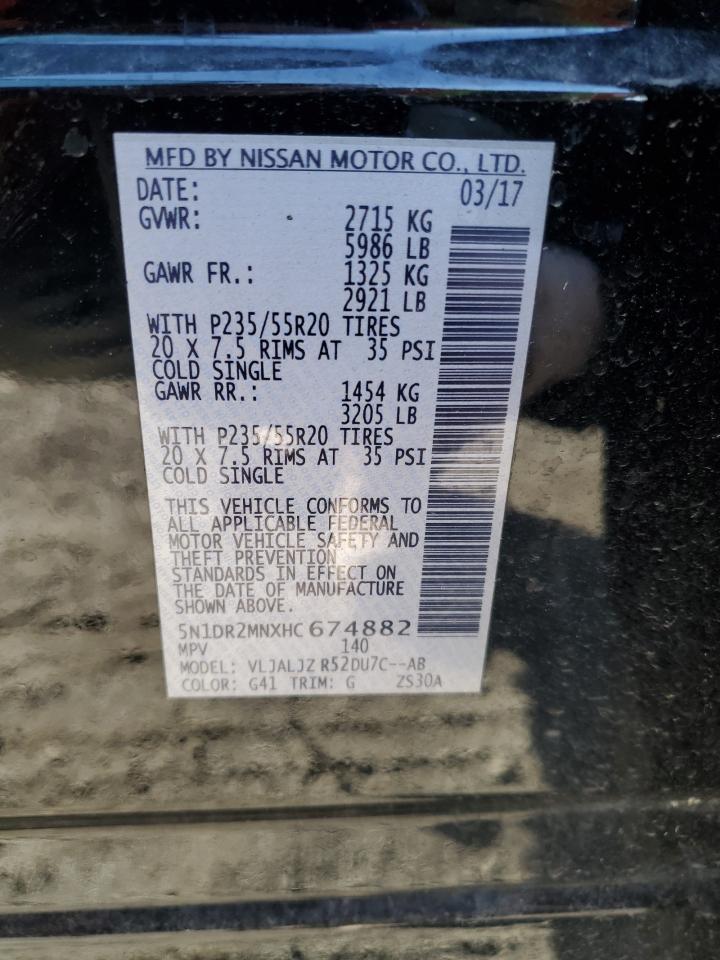 MFD BY NISSAN MOTOR CO., LTD.
DATE: 03/17
GVWR: 2715 KG
5986 LB
GAWR FR.: 1325 KG
2921 LB
WITH P235/55R20 TIRES
20 X 7.5 RIMS AT 35 PSI
COLD SINGLE
GAWR RR.: 1454 KG
3205 LB
WITH P235/55R20 TIRES
20 X 7.5 RIMS AT 35 PSI
COLD SINGLE
THIS VEHICLE CONFORMS TO
ALL APPLICABLE FEDERAL
MOTOR VEHICLE SAFETY AND
THEFT PREVENTION
STANDARDS IN EFFECT ON
THE DATE OF MANUFACTURE
SHOWN ABOVE.
5N1DR2MNXHC 674882
MPV 140
MODEL: VLJALJZ R52DU7C--AB
COLOR: G41 TRIM: G ZS30A